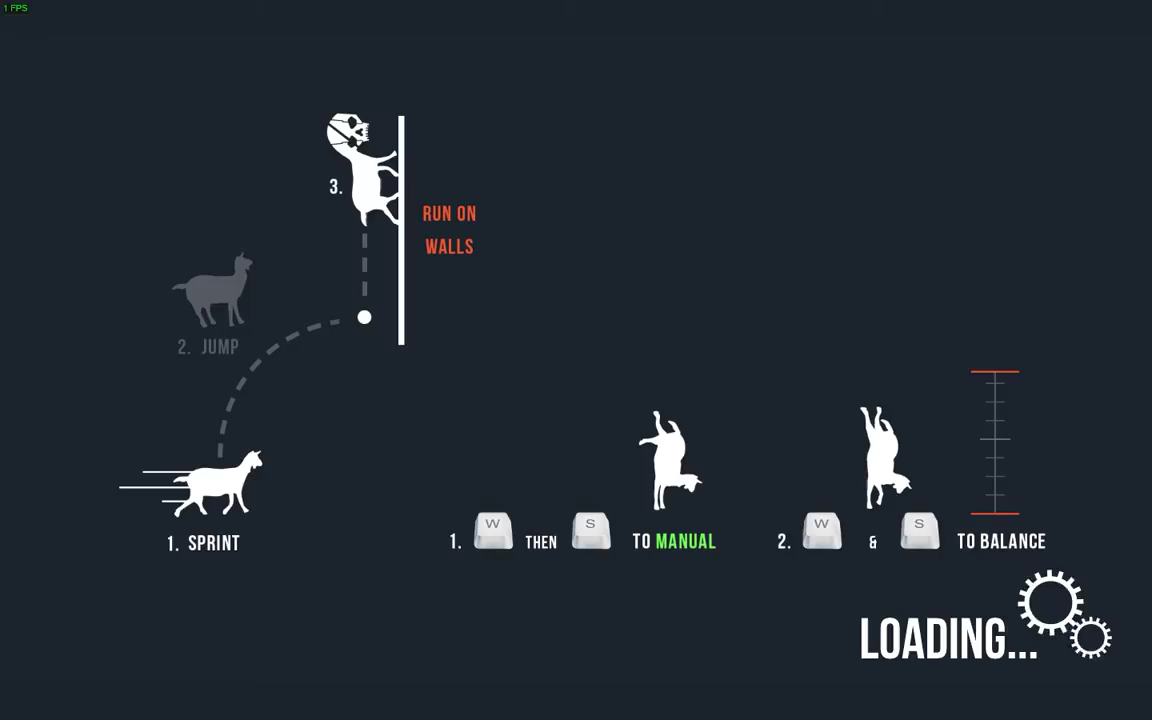 1 FPS
3.
RUN ON
WALLS
2. JUMP
1. SPRINT
1. W THEN S TO MANUAL
2. W & S TO BALANCE
LOADING...